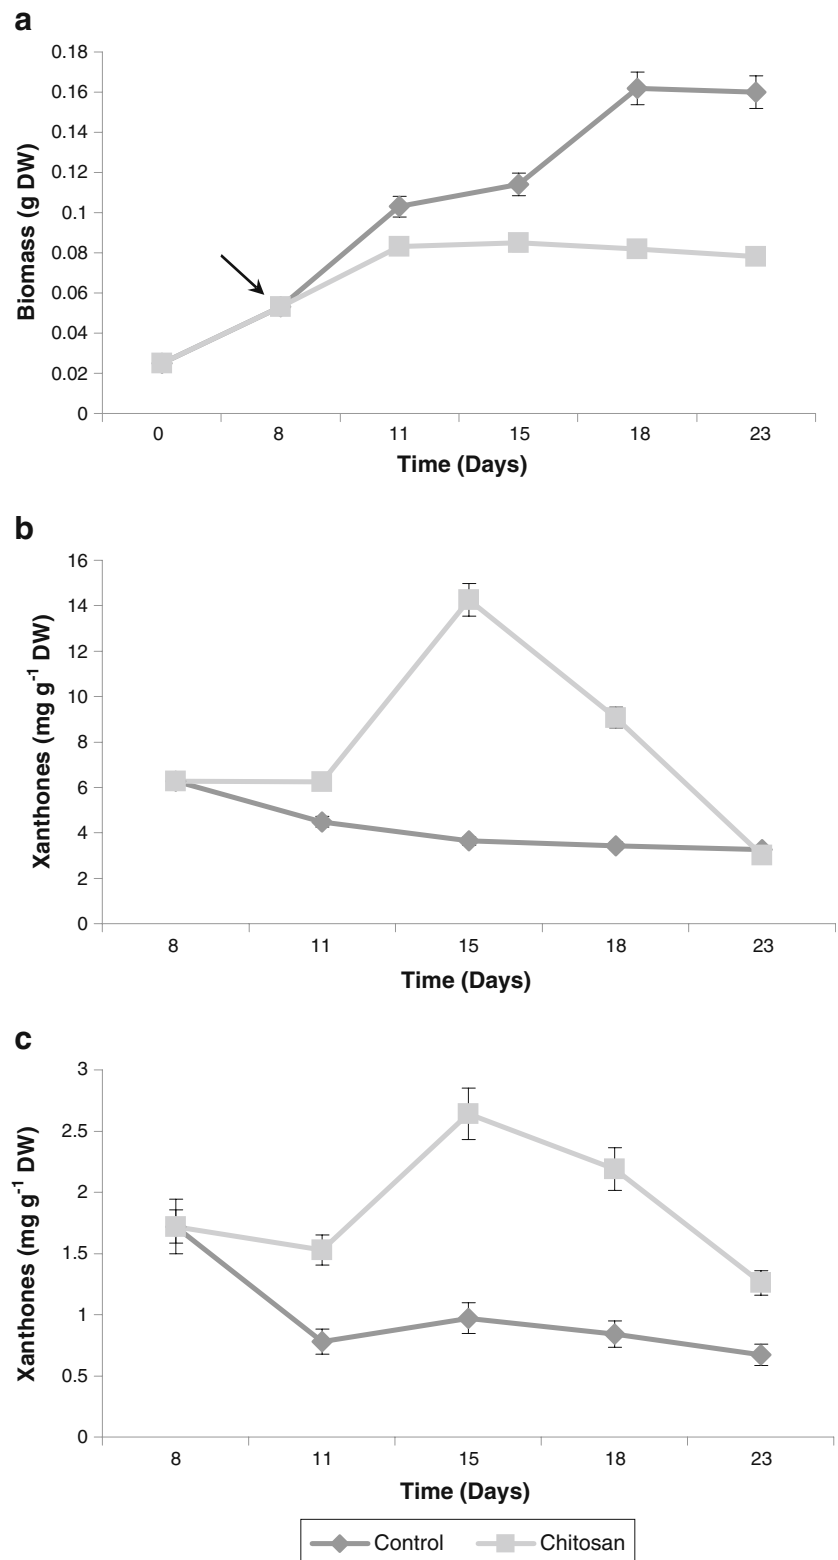 a
Biomass (g DW)
0.18
0.16
0.14
0.12
0.1
0.08
0.06
0.04
0.02
0
0 8 11 15 18 23
Time (Days)
b
Xanthones (mg g-1 DW)
16
14
12
10
8
6
4
2
0
8 11 15 18 23
Time (Days)
c
Xanthones (mg g-1 DW)
3
2.5
2
1.5
1
0.5
0
8 11 15 18 23
Time (Days)
Control Chitosan